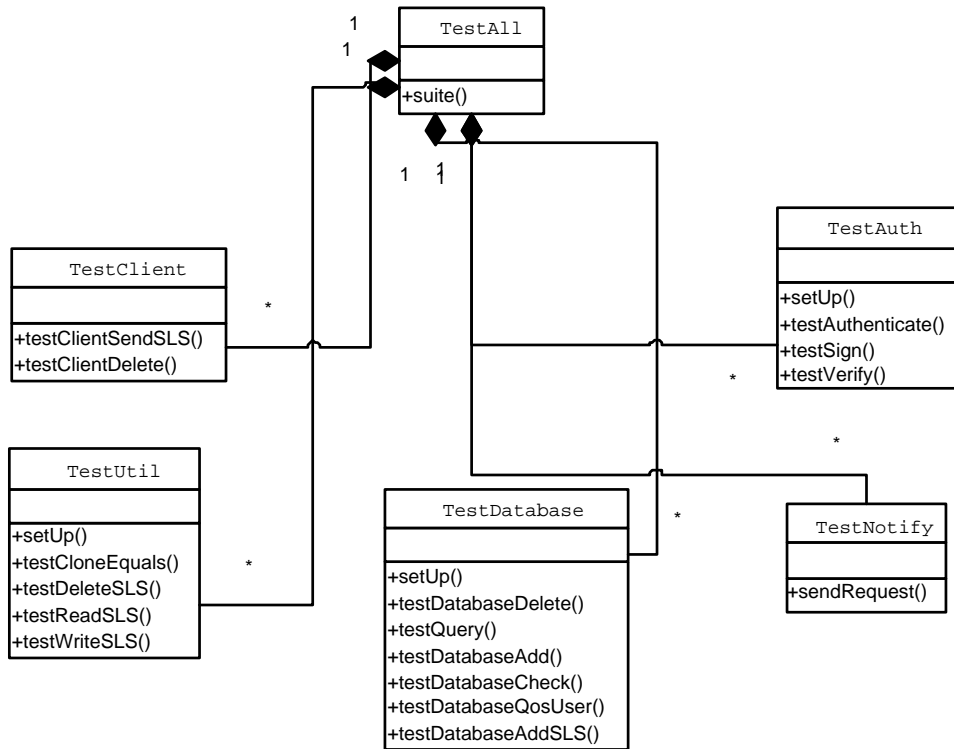 1
TestAll
1
+suite()
1
1
1
TestAuth
TestClient
+setUp()
*
+testAuthenticate()
+testClientSendSLS()
+testSign()
+testClientDelete()
+testVerify()
*
*
TestUtil
TestDatabase
*
TestNotify
+setUp()
+testCloneEquals()
*
+testDeleteSLS()
+testReadSLS()
+testWriteSLS()
+setUp()
+testDatabaseDelete()
+testQuery()
+testDatabaseAdd()
+testDatabaseCheck()
+testDatabaseQosUser()
+testDatabaseAddSLS()
+sendRequest()